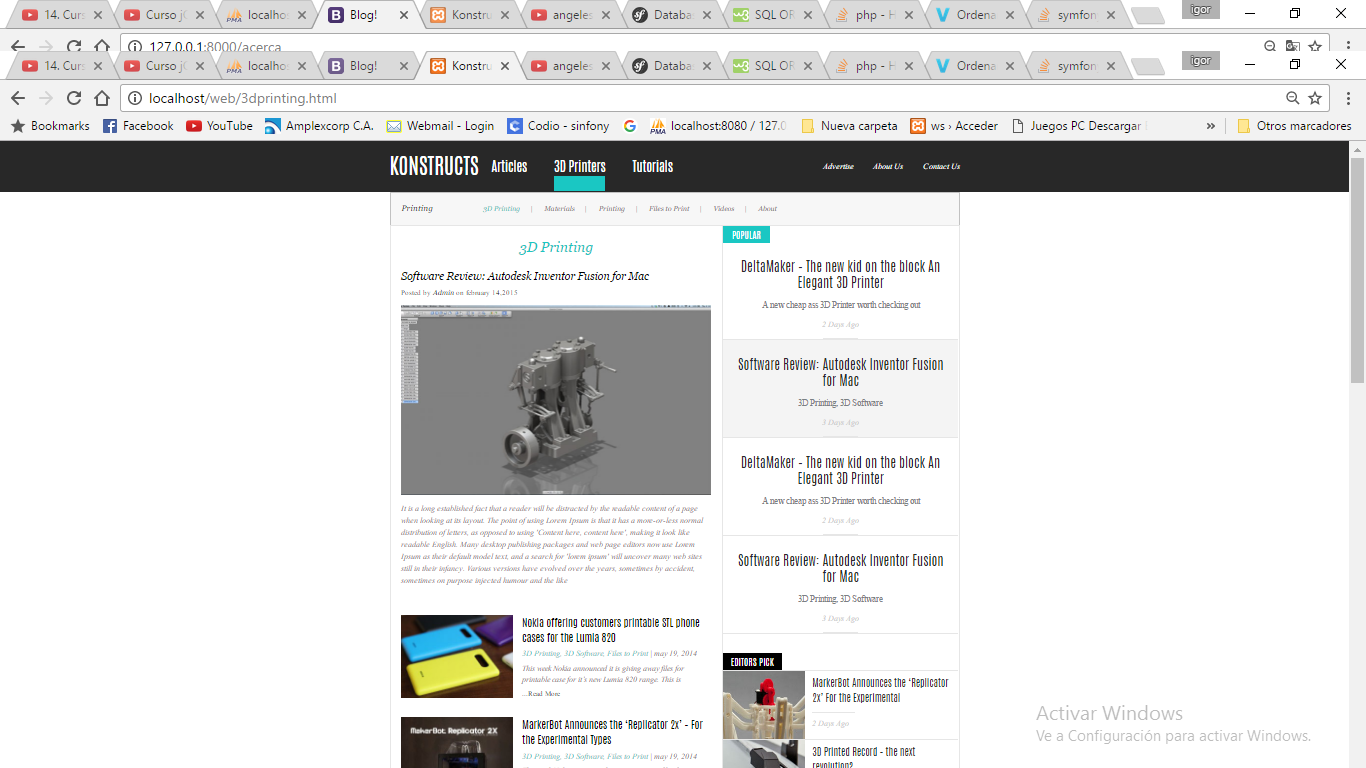 14. Curs
Curso jQ
localhos
Blog!
Konstru
angeles
Databas
SQL OR
php - H
Ordena
symfon
igor
127.0.0.1:8000/acerca
14. Curs
Curso jQ
localhos
Blog!
Konstru
angeles
Databas
SQL OR
php - H
Ordena
symfon
igor
localhost/web/3dprinting.html
Bookmarks
Facebook
YouTube
Amplexcorp C.A.
Webmail - Login
Codio - sinfony
localhost:8080 / 127.0
Nueva carpeta
ws › Acceder
Juegos PC Descargar
»
Otros marcadores
KONSTRUCTS
Articles
3D Printers
Tutorials
Advertise
About Us
Contact Us
Printing
3D Printing | Materials | Printing | Files to Print | Videos | About
3D Printing
Software Review: Autodesk Inventor Fusion for Mac
Posted by Admin on february 14,2015
It is a long established fact that a reader will be distracted by the readable content of a page
when looking at its layout. The point of using Lorem Ipsum is that it has a more-or-less normal
distribution of letters, as opposed to using 'Content here, content here', making it look like
readable English. Many desktop publishing packages and web page editors now use Lorem
Ipsum as their default model text, and a search for 'lorem ipsum' will uncover many web sites
still in their infancy. Various versions have evolved over the years, sometimes by accident,
sometimes on purpose injected humour and the like
Nokia offering customers printable STL phone
cases for the Lumia 820
3D Printing, 3D Software, Files to Print | may 19, 2014
This week Nokia announced it is giving away files for
printable case for it's new Lumia 820 range. This is
...Read More
MakerBot. Replicator 2X
MarkerBot Announces the ‘Replicator 2x’ – For
the Experimental Types
3D Printing, 3D Software, Files to Print | may 19, 2014
POPULAR
DeltaMaker – The new kid on the block An
Elegant 3D Printer
A new cheap ass 3D Printer worth checking out
2 Days Ago
Software Review: Autodesk Inventor Fusion
for Mac
3D Printing, 3D Software
3 Days Ago
DeltaMaker – The new kid on the block An
Elegant 3D Printer
A new cheap ass 3D Printer worth checking out
2 Days Ago
Software Review: Autodesk Inventor Fusion
for Mac
3D Printing, 3D Software
3 Days Ago
EDITORS PICK
MarkerBot Announces the ‘Replicator
2x’ For the Experimental
2 Days Ago
3D Printed Record – the next
revolution?
Activar Windows
Ve a Configuración para activar Windows.